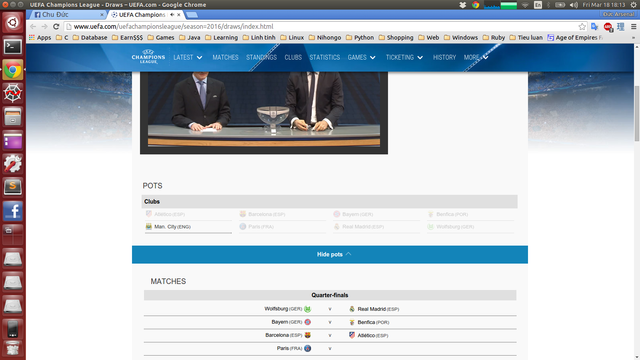 UEFA Champions League - Draws – UEFA.com - Google Chrome
En
Fri Mar 18 18:13
Chu Đức
UEFA Champions
www.uefa.com/uefachampionsleague/season=2016/draws/index.html
Apps
C
Database
Earn$$$
Games
Java
Learning
Linh tinh
Linux
Nihongo
Python
Pentesting
Work
Ruby
Tieu luan
Age of Empires
CHAMPIONS LEAGUE
LATEST
MATCHES
STANDINGS
CLUBS
STATISTICS
GAMES
CHAMPIONS
TICKETING
HISTORY
MORE
POTS
Clubs
Atlético (ESP)
Barcelona (ESP)
Bayern (GER)
Benfica (POR)
Man. City (ENG)
Paris (FRA)
Real Madrid (ESP)
Wolfsburg (GER)
Hide pots
MATCHES
Quarter-finals
Wolfsburg (GER) v Real Madrid (ESP)
Bayern (GER) v Benfica (POR)
Barcelona (ESP) v Atlético (ESP)
Paris (FRA) v